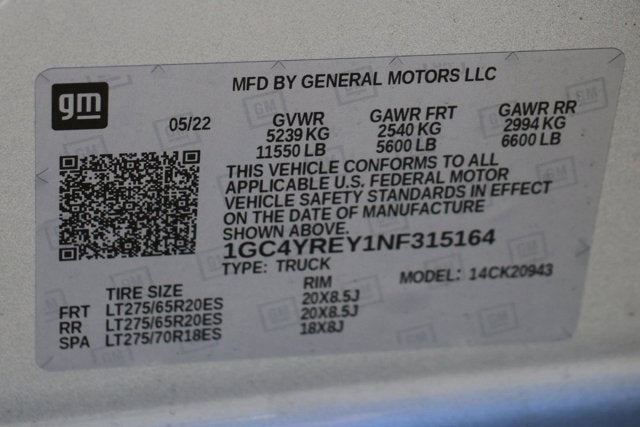 MFD BY GENERAL MOTORS LLC
gm
05/22 GVWR GAWR FRT GAWR RR
5239 KG 2540 KG 2994 KG
11550 LB 5600 LB 6600 LB
THIS VEHICLE CONFORMS TO ALL
APPLICABLE U.S. FEDERAL MOTOR
VEHICLE SAFETY STANDARDS IN EFFECT
ON THE DATE OF MANUFACTURE
SHOWN ABOVE.
1GC4YREY1NF315164
TYPE: TRUCK MODEL: 14CK20943
TIRE SIZE RIM
FRT LT275/65R20ES 20X8.5J
RR LT275/65R20ES 20X8.5J
SPA LT275/70R18ES 18X8J